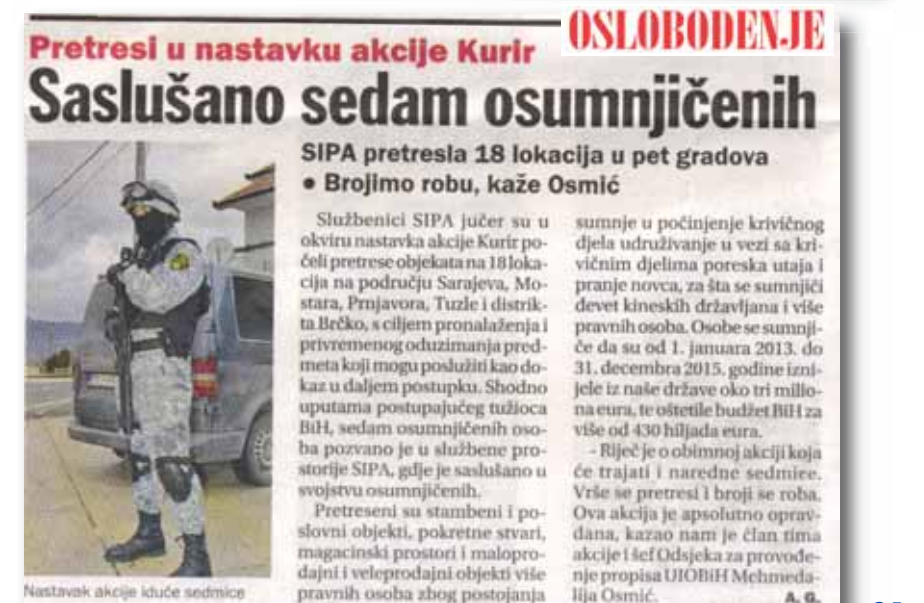 OSLOBOĐENJE
Pretresi u nastavku akcije Kurir
Saslušano sedam osumnjičenih
SIPA pretresla 18 lokacija u pet gradova
• Brojimo robu, kaže Osmić
Službenici SIPA jučer su u
okviru nastavka akcije Kurir po-
čeli pretrese objekata na 18 loka-
cija na području Sarajeva, Mo-
stara, Prnjavora, Tuzle i distrik-
ta Brčko, s ciljem pronalaženja i
privremenog oduzimanja pred-
meta koji mogu poslužiti kao do-
kaz u daljem postupku. Shodno
uputama postupajućeg tužioca
BiH, sedam osumnjičenih oso-
ba pozvano je u službene pro-
storije SIPA, gdje je saslušano u
svojstvu osumnjičenih.
Pretreseni su stambeni i po-
slovni objekti, pokretne stvari,
magacinski prostori i malopro-
dajni i veleprodajni objekti više
pravnih osoba zbog postojanja
sumnje u počinjenje krivičnog
djela udruživanje u vezi sa kri-
vičnim djelima poreska utaja i
pranje novca, za šta se sumnjiči
devet kineskih državljana i više
pravnih osoba. Osobe se sumnji-
če da su od 1. januara 2013. do
31. decembra 2015. godine izni-
jele iz naše države oko tri milio-
na eura, te oštetile budžet BiH za
više od 430 hiljada eura.
- Riječ je o obimnoj akciji koja
će trajati i naredne sedmice.
Vrše se pretresi i broji se roba.
Ova akcija je apsolutno oprav-
dana, kazao nam je član tima
akcije i šef Odsjeka za provođe-
nje propisa UIOBiH Mehmeda-
lija Osmić.
A. G.
Nastavak akcije iduće sedmice